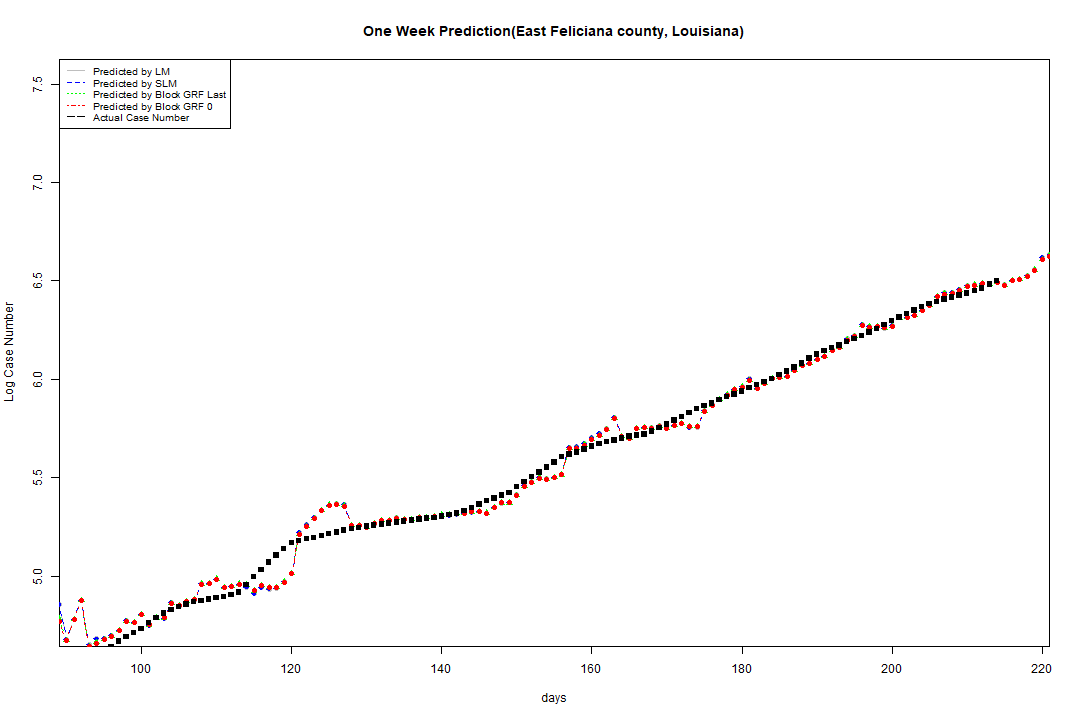 One Week Prediction(East Feliciana county, Louisiana)
Predicted by LM
Predicted by SLM
Predicted by Block GRF Last
Predicted by Block GRF 0
Actual Case Number
7.5
7.0
6.5
6.0
5.5
5.0
Log Case Number
100 120 140 160 180 200 220
days